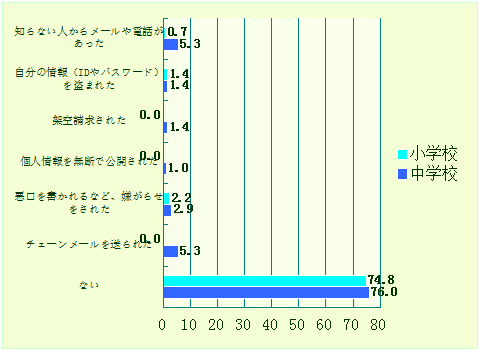 知らない人からメールや電話が
あった
0.7
5.3
自分の情報（IDやパスワード）
を盗まれた
1.4
1.4
架空請求された
0.0
1.4
個人情報を無断で公開された
0.0
1.0
悪口を書かれるなど、嫌がらせ
をされた
2.2
2.9
チェーンメールを送られた
0.0
5.3
ない
74.8
76.0
0 10 20 30 40 50 60 70 80
小学校
中学校